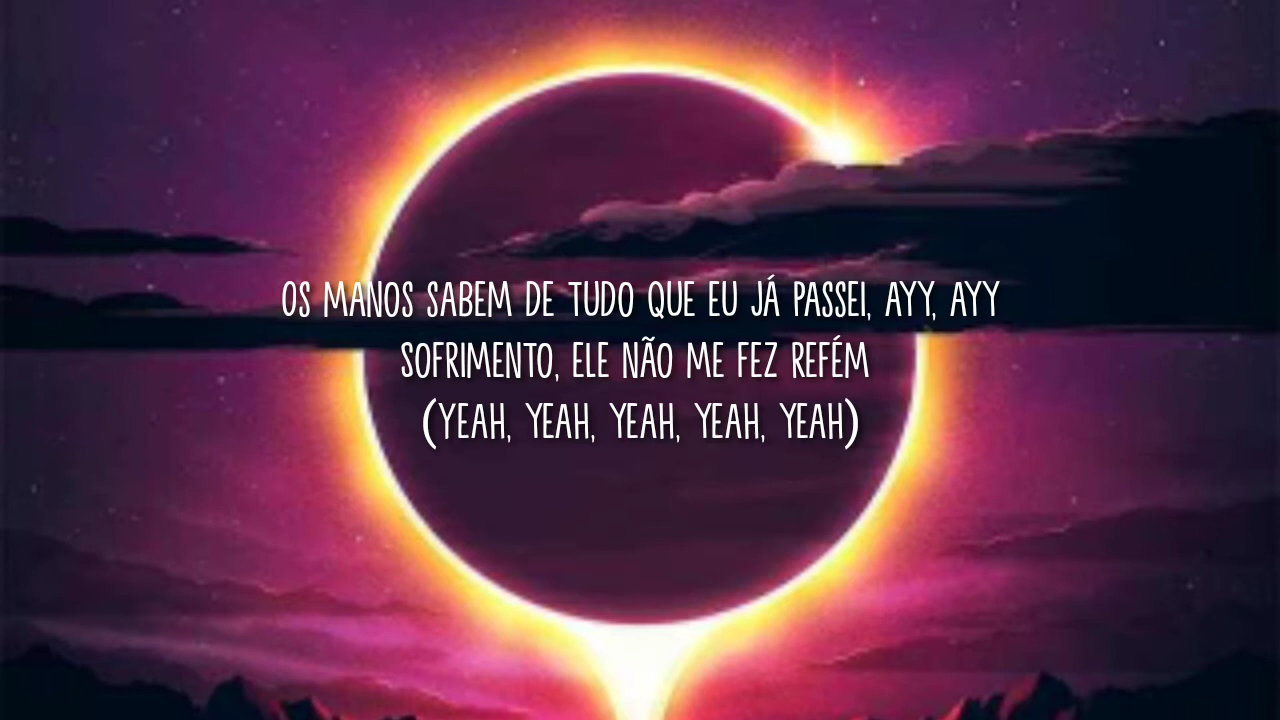 OS MANOS SABEM DE TUDO QUE EU JÁ PASSEI, AYY, AYY
SOFRIMENTO, ELE NÃO ME FEZ REFÉM
(YEAH, YEAH, YEAH, YEAH, YEAH)